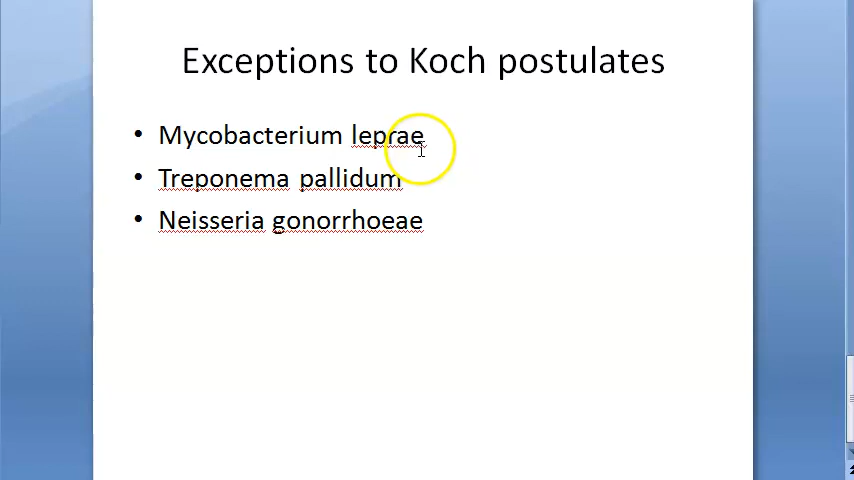 Exceptions to Koch postulates
• Mycobacterium leprae
• Treponema pallidum
• Neisseria gonorrhoeae